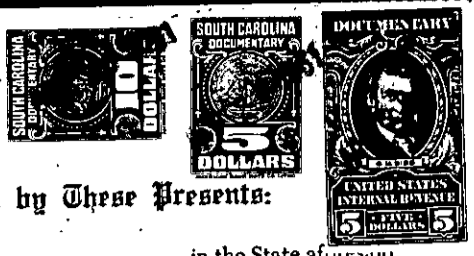 SOUTH CAROLINA
DOCUMENTARY
10
DOLLARS
SOUTH CAROLINA
DOCUMENTARY
5
DOLLARS
DOCUMENTARY
UNITED STATES
INTERNAL REVENUE
5 FIVE DOLLARS 5
by These Presents:
in the State aforesaid